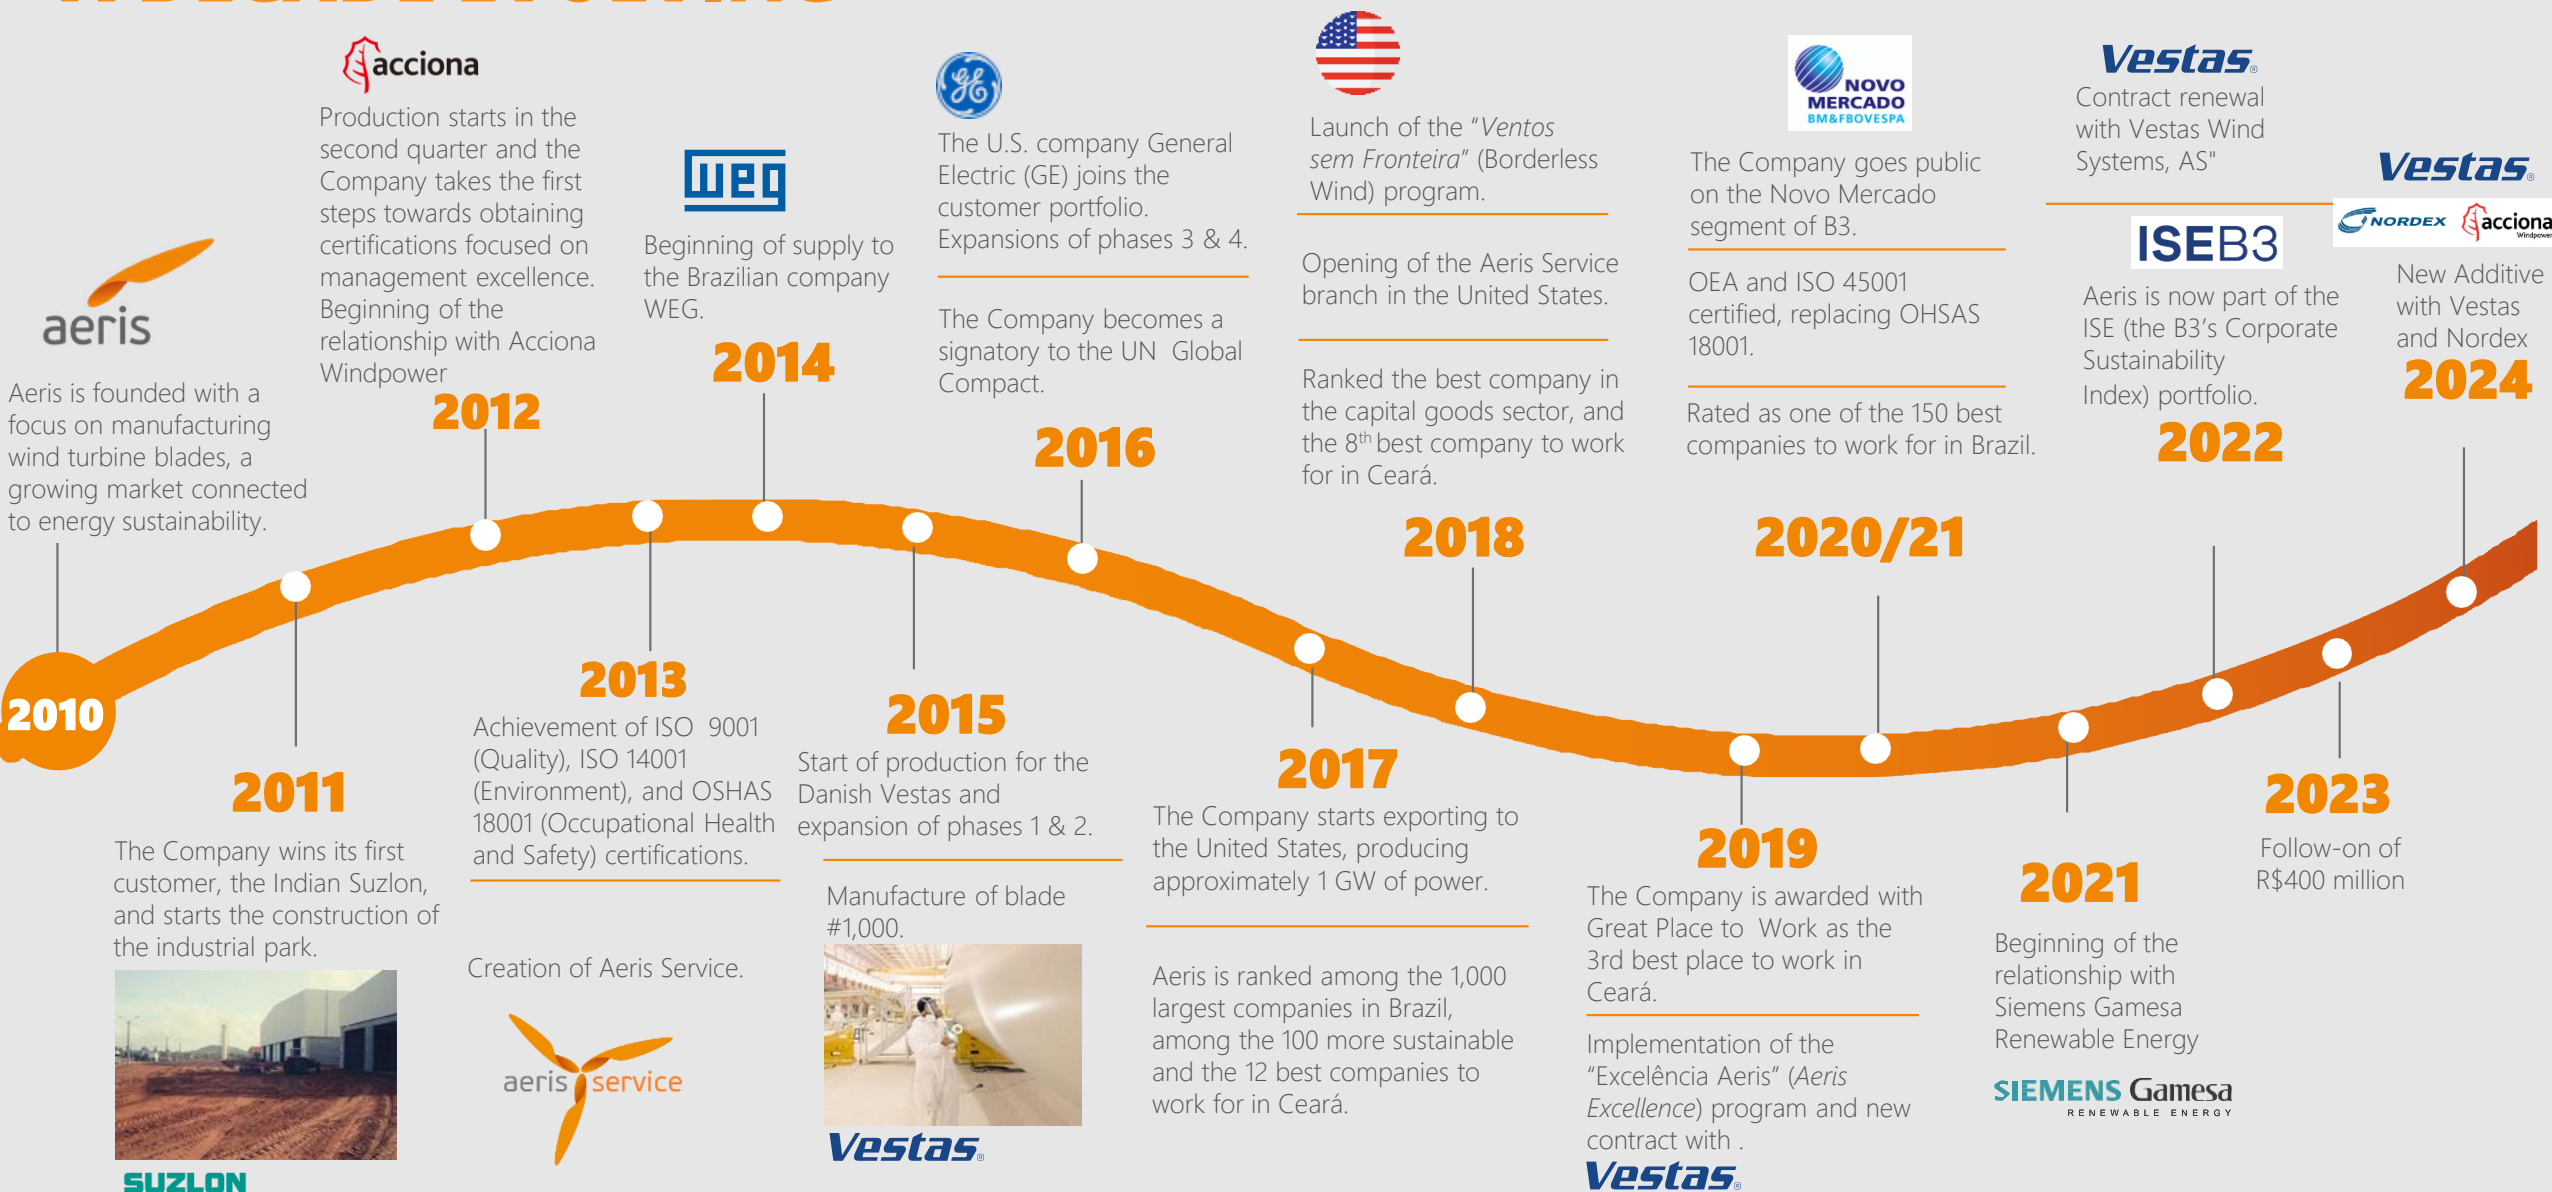 acciona
Production starts in the
second quarter and the
Company takes the first
steps towards obtaining
certifications focused on
management excellence.
Beginning of the
relationship with Acciona
Windpower
2012
weg
Beginning of supply to
the Brazilian company
WEG.
2014
GE
The U.S. company General
Electric (GE) joins the
customer portfolio.
Expansions of phases 3 & 4.
The Company becomes a
signatory to the UN Global
Compact.
2016
Launch of the “Ventos
sem Fronteira” (Borderless
Wind) program.
Opening of the Aeris Service
branch in the United States.
Ranked the best company in
the capital goods sector, and
the 8th best company to work
for in Ceará.
2018
NOVO
MERCADO
BM&FBOVESPA
The Company goes public
on the Novo Mercado
segment of B3.
OEA and ISO 45001
certified, replacing OHSAS
18001.
Rated as one of the 150 best
companies to work for in Brazil.
2020/21
Vestas®
Contract renewal
with Vestas Wind
Systems, AS"
ISEB3
Aeris is now part of the
ISE (the B3’s Corporate
Sustainability
Index) portfolio.
2022
Vestas®
NORDEX acciona
Windpower
New Additive
with Vestas
and Nordex
2024
aeris
Aeris is founded with a
focus on manufacturing
wind turbine blades, a
growing market connected
to energy sustainability.
2010
2011
The Company wins its first
customer, the Indian Suzlon,
and starts the construction of
the industrial park.
SUZLON
2013
Achievement of ISO 9001
(Quality), ISO 14001
(Environment), and OSHAS
18001 (Occupational Health
and Safety) certifications.
Creation of Aeris Service.
aeris service
2015
Start of production for the
Danish Vestas and
expansion of phases 1 & 2.
Manufacture of blade
#1,000.
Vestas®
2017
The Company starts exporting to
the United States, producing
approximately 1 GW of power.
Aeris is ranked among the 1,000
largest companies in Brazil,
among the 100 more sustainable
and the 12 best companies to
work for in Ceará.
2019
The Company is awarded with
Great Place to Work as the
3rd best place to work in
Ceará.
Implementation of the
“Excelência Aeris” (Aeris
Excellence) program and new
contract with .
Vestas®
2021
Beginning of the
relationship with
Siemens Gamesa
Renewable Energy
SIEMENS Gamesa
RENEWABLE ENERGY
2023
Follow-on of
R$400 million